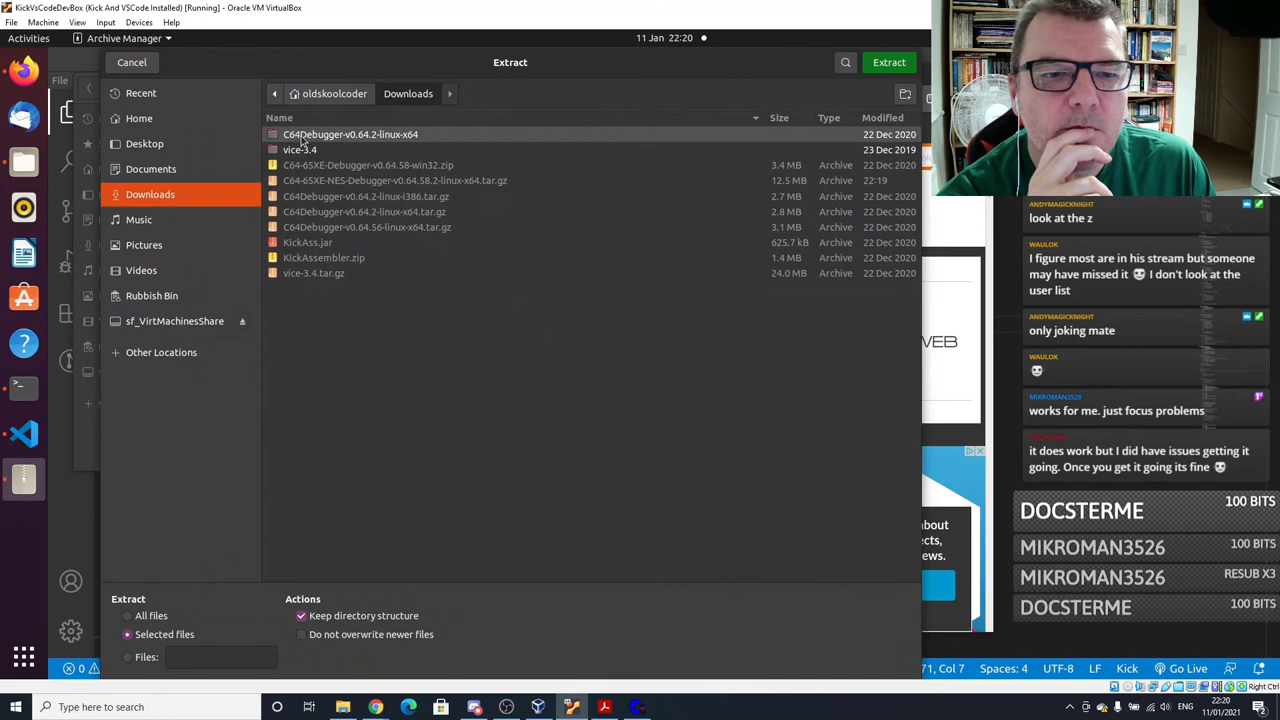 KickVsCodeDevBox (Kick And VSCode Installed) [Running] - Oracle VM VirtualBox
File Machine View Input Devices Help
Activities Archive Manager 11 Jan 22:20
Cancel Extract Extract
File
oldskoolcoder Downloads
Recent
Home
Desktop
Documents
Downloads
Music
Pictures
Videos
Rubbish Bin
sf_VirtMachinesShare
Other Locations
Name Size Type Modified
C64Debugger-v0.64.2-linux-x64 22 Dec 2020
vice-3.4 23 Dec 2019
C64-65XE-Debugger-v0.64.58-win32.zip 3.4 MB Archive 22 Dec 2020
C64-65XE-NES-Debugger-v0.64.58.2-linux-x64.tar.gz 12.5 MB Archive 22:19
C64Debugger-v0.64.2-linux-i386.tar.gz 2.7 MB Archive 22 Dec 2020
C64Debugger-v0.64.2-linux-x64.tar.gz 2.8 MB Archive 22 Dec 2020
C64Debugger-v0.64.56-linux-x64.tar.gz 3.1 MB Archive 22 Dec 2020
KickAss.jar 625.7 kB Archive 22 Dec 2020
KickAssembler.zip 1.4 MB Archive 22 Dec 2020
vice-3.4.tar.gz 24.0 MB Archive 22 Dec 2020
WEB
about
cts,
ews.
Extract
All files
Selected files
Files:
Actions
Keep directory structure
Do not overwrite newer files
ANDYMAGICKNIGHT
look at the z
WAULOK
I figure most are in his stream but someone
may have missed it I don't look at the
user list
ANDYMAGICKNIGHT
only joking mate
WAULOK
MIKROMAN3526
works for me. just focus problems
it does work but I did have issues getting it
going. Once you get it going its fine
DOCSTERME 100 BITS
MIKROMAN3526 100 BITS
MIKROMAN3526 RESUB X3
DOCSTERME 100 BITS
0 71, Col 7 Spaces: 4 UTF-8 LF Kick Go Live
Right Ctrl
Type here to search
22:20
11/01/2021